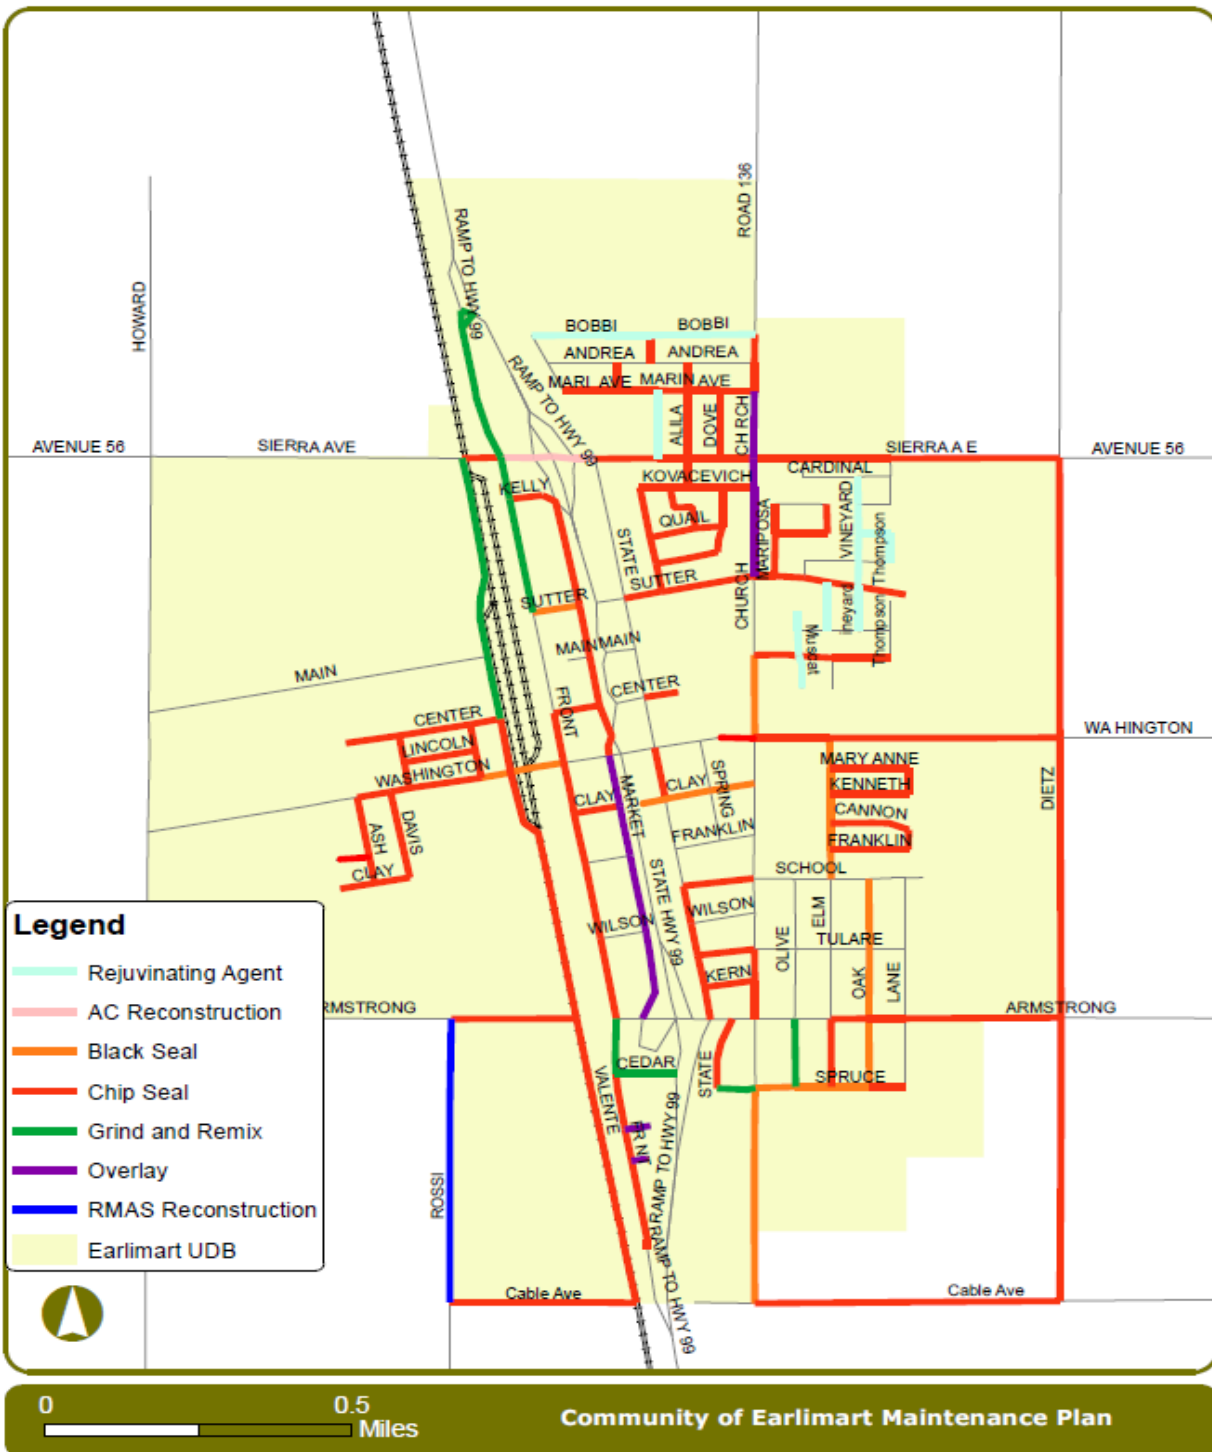 HOWARD
RAMP TO HWY 99
ROAD 136
BOBBI BOBBI
ANDREA ANDREA
RAMP TO HWY 99
MARI AVE MARIN AVE
ALILA
DOVE
CH RCH
AVENUE 56 SIERRA AVE SIERRA A E AVENUE 56
CARDINAL
KOVACEVICH
KELLY
QUAIL
MARIPOSA
VINEYARD
Thompson
STATE
SUTTER
SUTTER
CHURCH
ineyard
Thompson
Muscat
MAIN MAIN
MAIN
CENTER
FRONT
CENTER
WA HINGTON
LINCOLN
WASHINGTON
MARY ANNE
KENNETH
DIETZ
CLAY
MARKET
CLAY
SPRING
CANNON
FRANKLIN
FRANKLIN
ASH
DAVIS
CLAY
SCHOOL
STATE HWY 99
WILSON
WILSON
ELM
TULARE
OLIVE
OAK
LANE
KERN
RMSTRONG ARMSTRONG
CEDAR
STATE
SPRUCE
VALENTE
FR NT
RAMP TO HWY 99
RAMP TO HWY 99
ROSSI
Cable Ave Cable Ave
Legend
Rejuvinating Agent
AC Reconstruction
Black Seal
Chip Seal
Grind and Remix
Overlay
RMAS Reconstruction
Earlimart UDB
0 0.5
Miles
Community of Earlimart Maintenance Plan